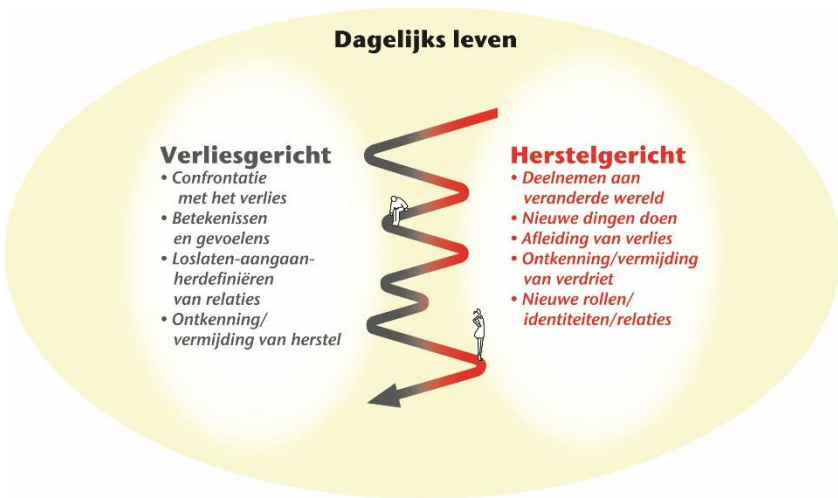 Dagelijks leven
Verliesgericht
• Confrontatie
met het verlies
• Betekenissen
en gevoelens
• Loslaten-aangaan-
herdefiniëren
van relaties
• Ontkenning/
vermijding van herstel
Herstelgericht
• Deelnemen aan
veranderde wereld
• Nieuwe dingen doen
• Afleiding van verlies
• Ontkenning/vermijding
van verdriet
• Nieuwe rollen/
identiteiten/relaties